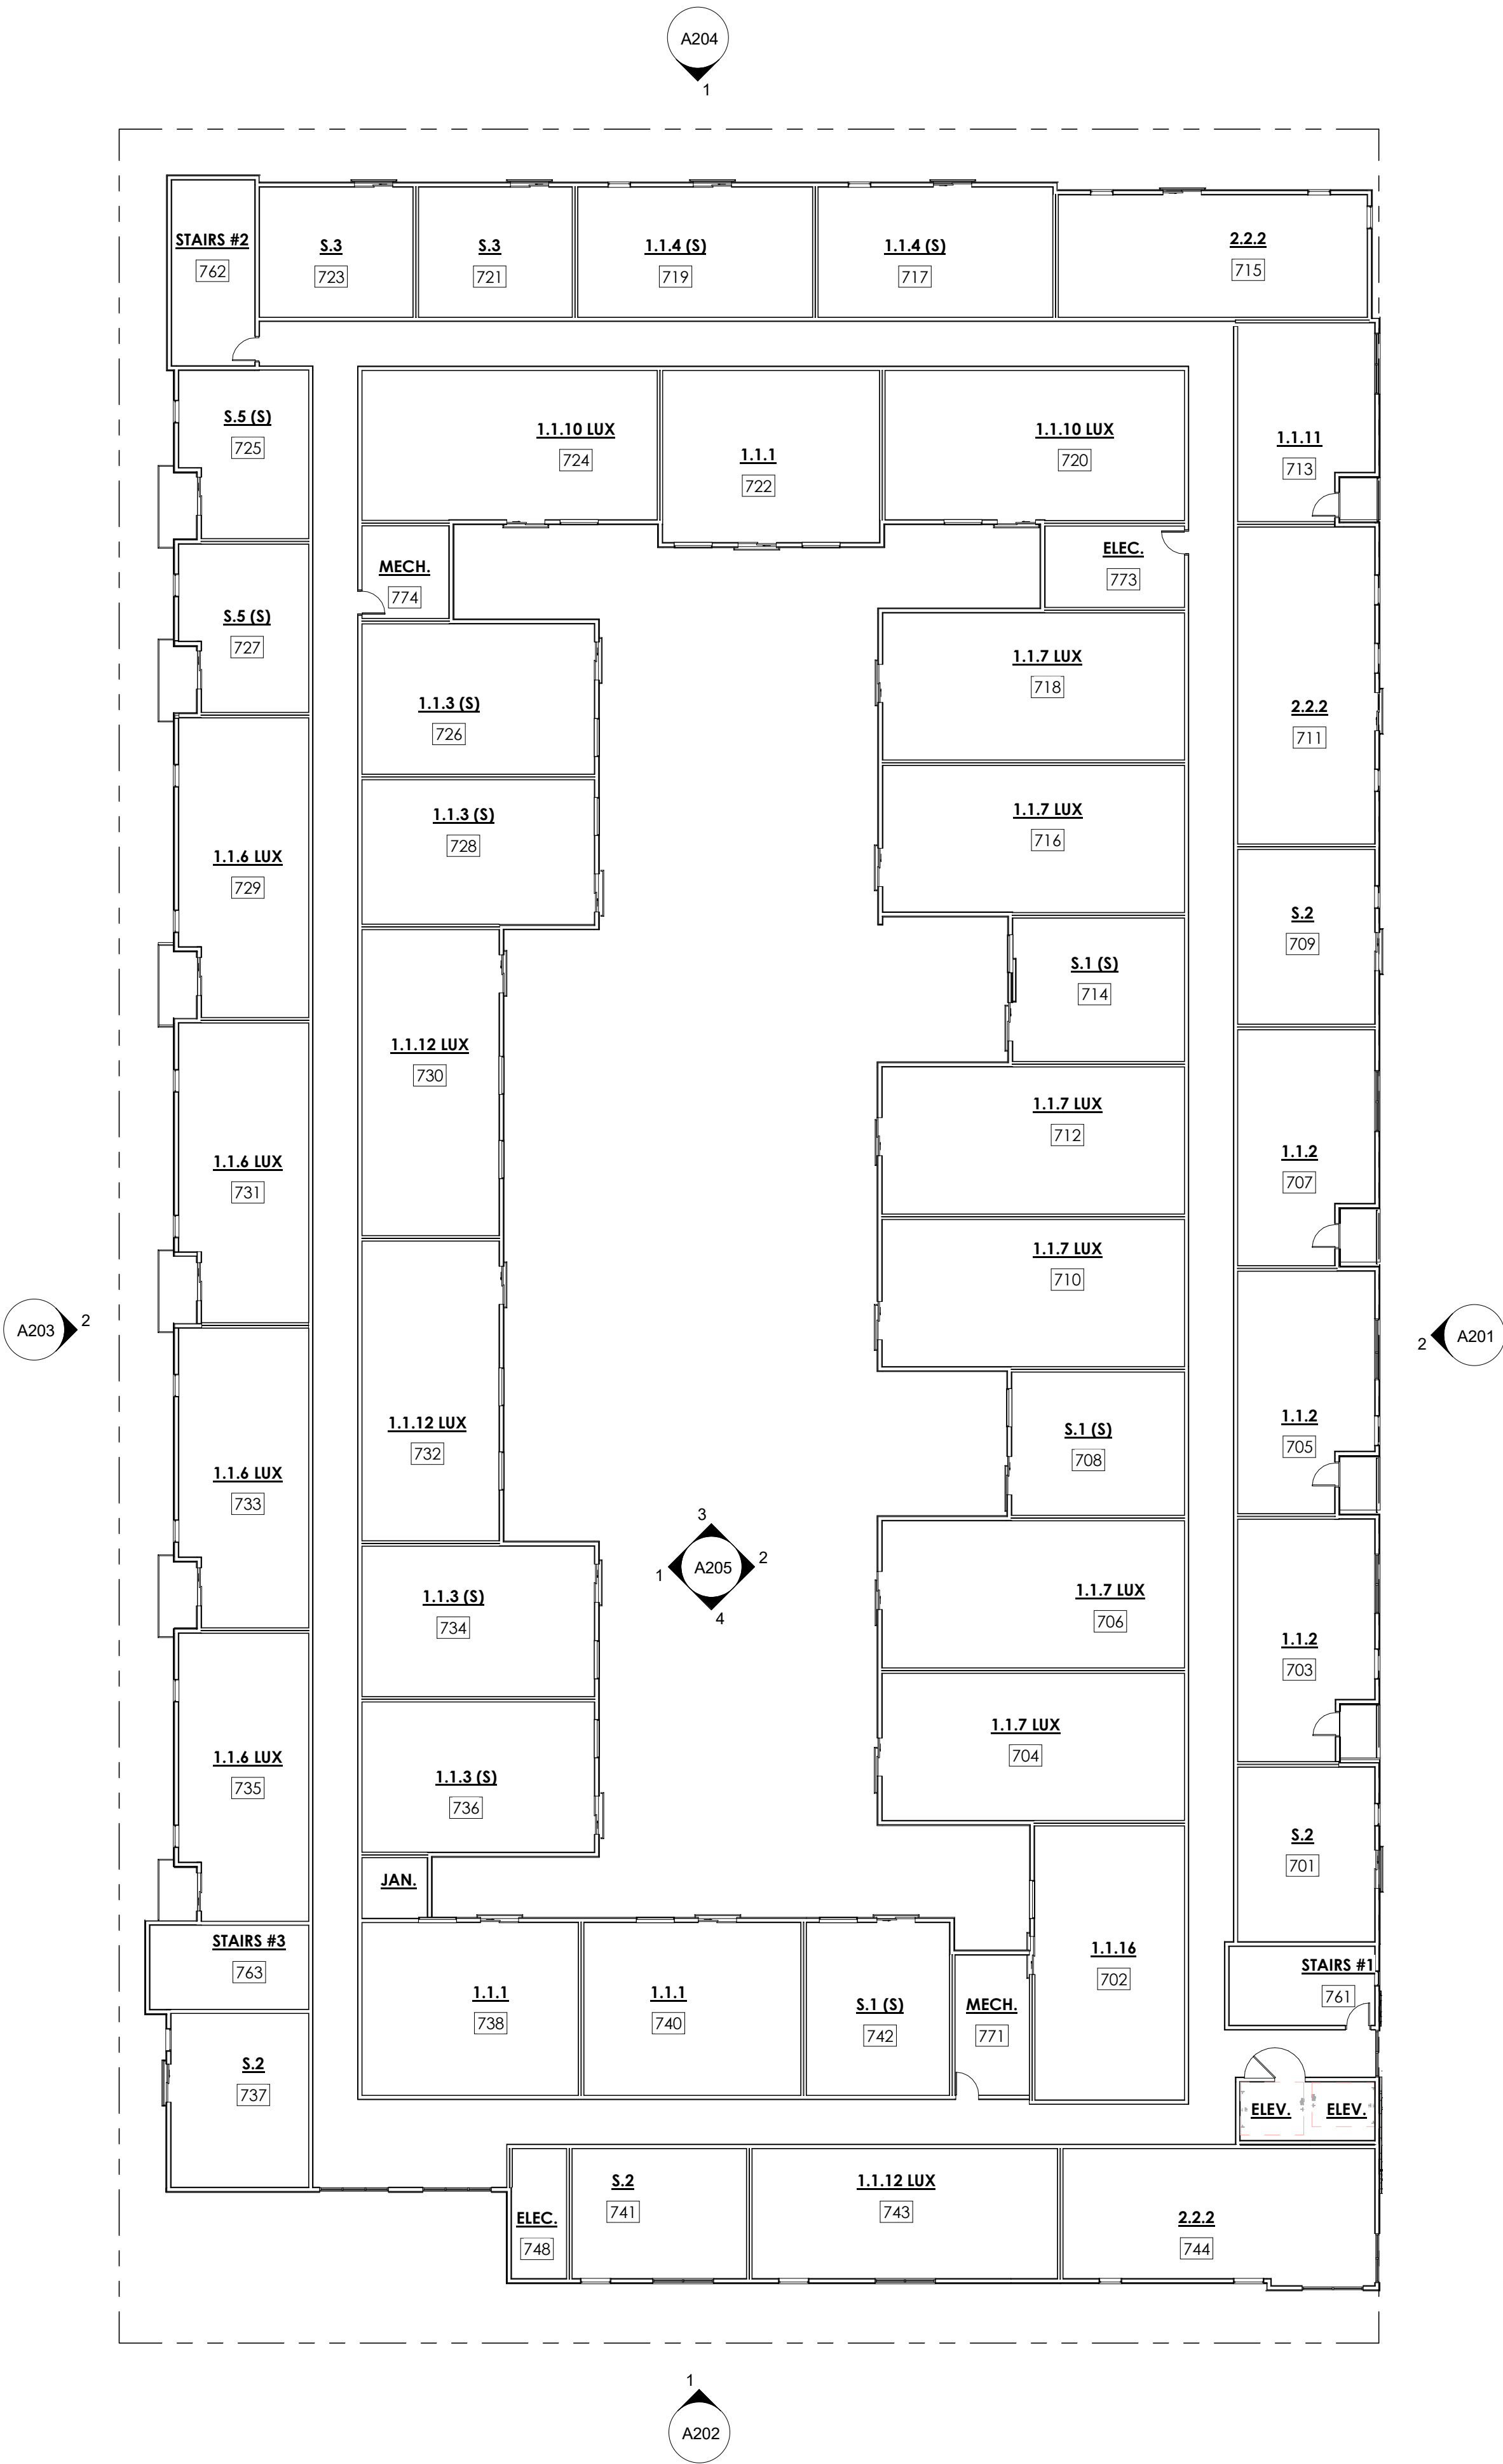 A204
1
STAIRS #2
762
S.3
723
S.3
721
1.1.4 (S)
719
1.1.4 (S)
717
2.2.2
715
S.5 (S)
725
1.1.10 LUX
724
1.1.1
722
1.1.10 LUX
720
1.1.11
713
MECH.
774
ELEC.
773
S.5 (S)
727
1.1.3 (S)
726
1.1.7 LUX
718
2.2.2
711
1.1.3 (S)
728
1.1.7 LUX
716
1.1.6 LUX
729
S.2
709
S.1 (S)
714
1.1.12 LUX
730
1.1.7 LUX
712
1.1.6 LUX
731
1.1.2
707
1.1.7 LUX
710
A203
2
2
A201
1.1.12 LUX
732
S.1 (S)
708
1.1.2
705
1.1.6 LUX
733
3
1
A205
2
4
1.1.3 (S)
734
1.1.7 LUX
706
1.1.2
703
1.1.6 LUX
735
1.1.3 (S)
736
1.1.7 LUX
704
S.2
701
JAN.
STAIRS #3
763
1.1.1
738
1.1.1
740
S.1 (S)
742
MECH.
771
1.1.16
702
STAIRS #1
761
S.2
737
ELEV.
ELEV.
ELEC.
748
S.2
741
1.1.12 LUX
743
2.2.2
744
1
A202